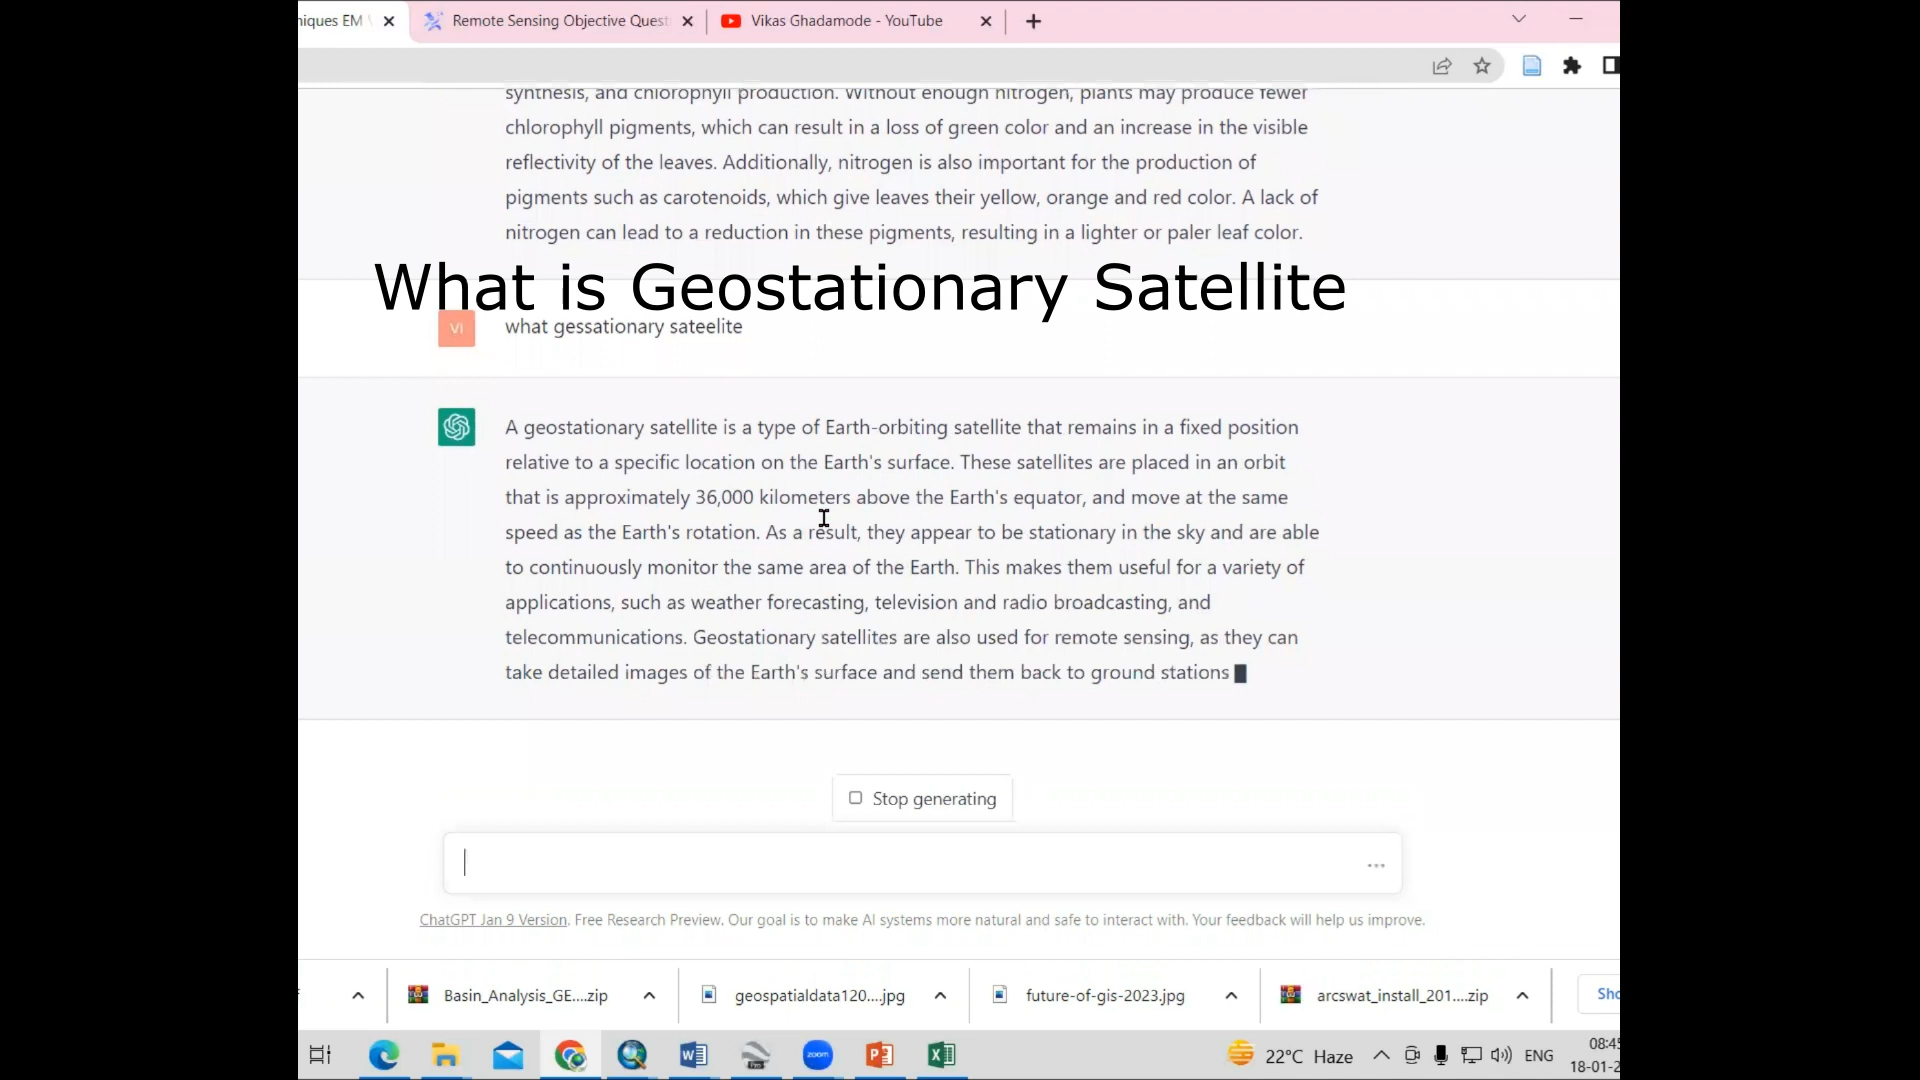 niques EM
Remote Sensing Objective Quest
Vikas Ghadamode - YouTube
synthesis, and chlorophyll production. Without enough nitrogen, plants may produce fewer
chlorophyll pigments, which can result in a loss of green color and an increase in the visible
reflectivity of the leaves. Additionally, nitrogen is also important for the production of
pigments such as carotenoids, which give leaves their yellow, orange and red color. A lack of
nitrogen can lead to a reduction in these pigments, resulting in a lighter or paler leaf color.
What is Geostationary Satellite
VI
what gessationary sateelite
A geostationary satellite is a type of Earth-orbiting satellite that remains in a fixed position
relative to a specific location on the Earth's surface. These satellites are placed in an orbit
that is approximately 36,000 kilometers above the Earth's equator, and move at the same
speed as the Earth's rotation. As a result, they appear to be stationary in the sky and are able
to continuously monitor the same area of the Earth. This makes them useful for a variety of
applications, such as weather forecasting, television and radio broadcasting, and
telecommunications. Geostationary satellites are also used for remote sensing, as they can
take detailed images of the Earth's surface and send them back to ground stations
Stop generating
ChatGPT Jan 9 Version. Free Research Preview. Our goal is to make AI systems more natural and safe to interact with. Your feedback will help us improve.
Basin_Analysis_GE....zip
geospatialdata120....jpg
future-of-gis-2023.jpg
arcswat_install_201....zip
Sho
zoom
22°C Haze
ENG
08:45
18-01-2